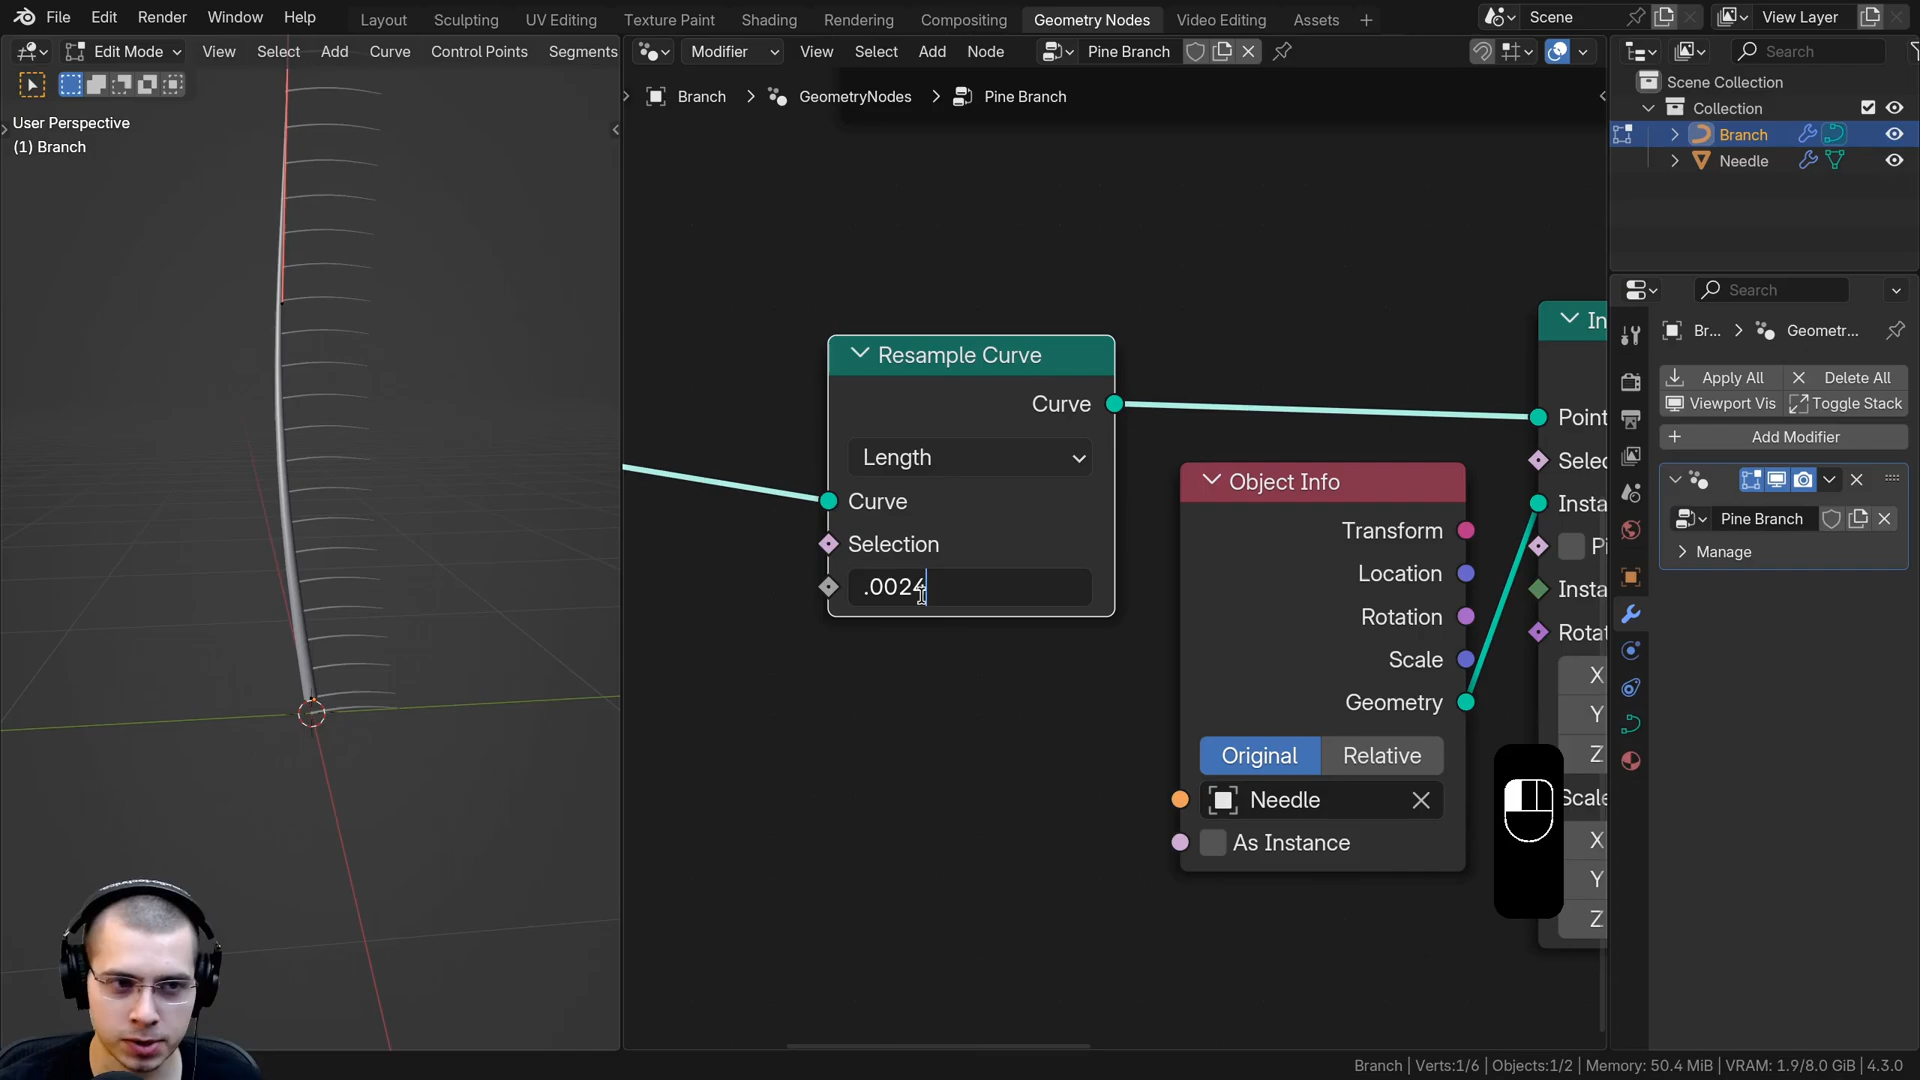 File Edit Render Window Help Layout Sculpting UV Editing Texture Paint Shading Rendering Compositing Geometry Nodes Video Editing Assets + Scene View Layer
Edit Mode View Select Add Curve Control Points Segments Modifier View Select Add Node Pine Branch Search
Branch > GeometryNodes > Pine Branch
User Perspective
(1) Branch
Scene Collection
Collection
Branch
Needle
Search
Br... > Geometr...
Apply All Delete All
Viewport Vis Toggle Stack
+ Add Modifier
Pine Branch
Manage
Resample Curve
Curve
Length
Curve
Selection
.0024
Object Info
Transform
Location
Rotation
Scale
Geometry
Original Relative
Needle
As Instance
In
Point
Selec
Insta
Pi
Insta
Rotat
X
Y
Z
Scale
X
Y
Z
Branch | Verts:1/6 | Objects:1/2 | Memory: 50.4 MiB | VRAM: 1.9/8.0 GiB | 4.3.0